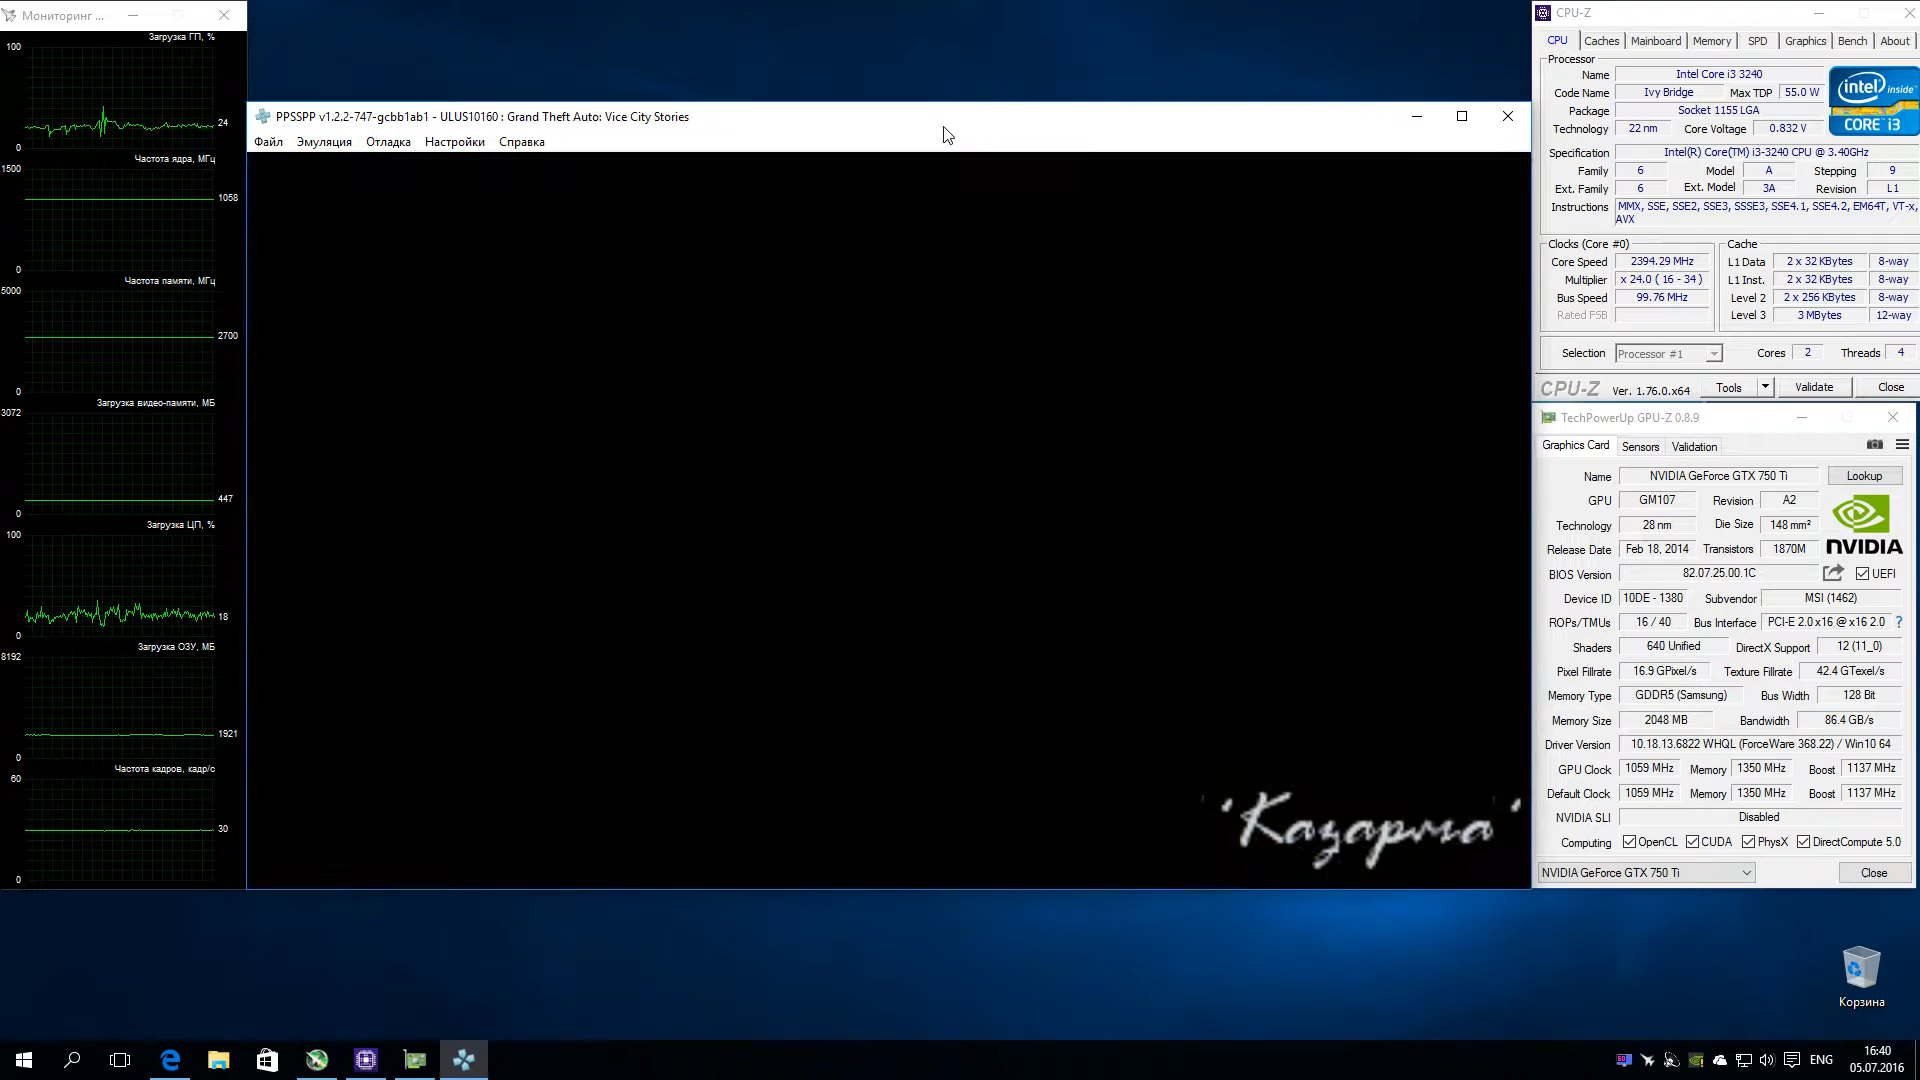 Мониторинг ...
Загрузка ГП, %
100
24
0
Частота ядра, МГц
1500
1058
0
Частота памяти, МГц
5000
2700
0
Загрузка видео-памяти, МБ
3072
447
0
Загрузка ЦП, %
100
18
0
Загрузка ОЗУ, МБ
8192
1921
0
Частота кадров, кадр/с
60
30
0
PPSSPP v1.2.2-747-gcbb1ab1 - ULUS10160 : Grand Theft Auto: Vice City Stories
Файл Эмуляция Отладка Настройки Справка
'Казарма'
CPU-Z
CPU Caches Mainboard Memory SPD Graphics Bench About
Processor
Name Intel Core i3 3240
Code Name Ivy Bridge Max TDP 55.0 W
Package Socket 1155 LGA
Technology 22 nm Core Voltage 0.832 V
intel inside
CORE i3
Specification Intel(R) Core(TM) i3-3240 CPU @ 3.40GHz
Family 6 Model A Stepping 9
Ext. Family 6 Ext. Model 3A Revision L1
Instructions MMX, SSE, SSE2, SSE3, SSSE3, SSE4.1, SSE4.2, EM64T, VT-x,
AVX
Clocks (Core #0) Cache
Core Speed 2394.29 MHz L1 Data 2 x 32 KBytes 8-way
Multiplier x 24.0 ( 16 - 34 ) L1 Inst. 2 x 32 KBytes 8-way
Bus Speed 99.76 MHz Level 2 2 x 256 KBytes 8-way
Rated FSB Level 3 3 MBytes 12-way
Selection Processor #1 Cores 2 Threads 4
CPU-Z Ver. 1.76.0.x64 Tools Validate Close
TechPowerUp GPU-Z 0.8.9
Graphics Card Sensors Validation
Name NVIDIA GeForce GTX 750 Ti Lookup
GPU GM107 Revision A2
Technology 28 nm Die Size 148 mm²
NVIDIA
Release Date Feb 18, 2014 Transistors 1870M
BIOS Version 82.07.25.00.1C UEFI
Device ID 10DE - 1380 Subvendor MSI (1462)
ROPs/TMUs 16 / 40 Bus Interface PCI-E 2.0 x16 @ x16 2.0 ?
Shaders 640 Unified DirectX Support 12 (11_0)
Pixel Fillrate 16.9 GPixel/s Texture Fillrate 42.4 GTexel/s
Memory Type GDDR5 (Samsung) Bus Width 128 Bit
Memory Size 2048 MB Bandwidth 86.4 GB/s
Driver Version 10.18.13.6822 WHQL (ForceWare 368.22) / Win10 64
GPU Clock 1059 MHz Memory 1350 MHz Boost 1137 MHz
Default Clock 1059 MHz Memory 1350 MHz Boost 1137 MHz
NVIDIA SLI Disabled
Computing OpenCL CUDA PhysX DirectCompute 5.0
NVIDIA GeForce GTX 750 Ti Close
Корзина
ENG
16:40
05.07.2016